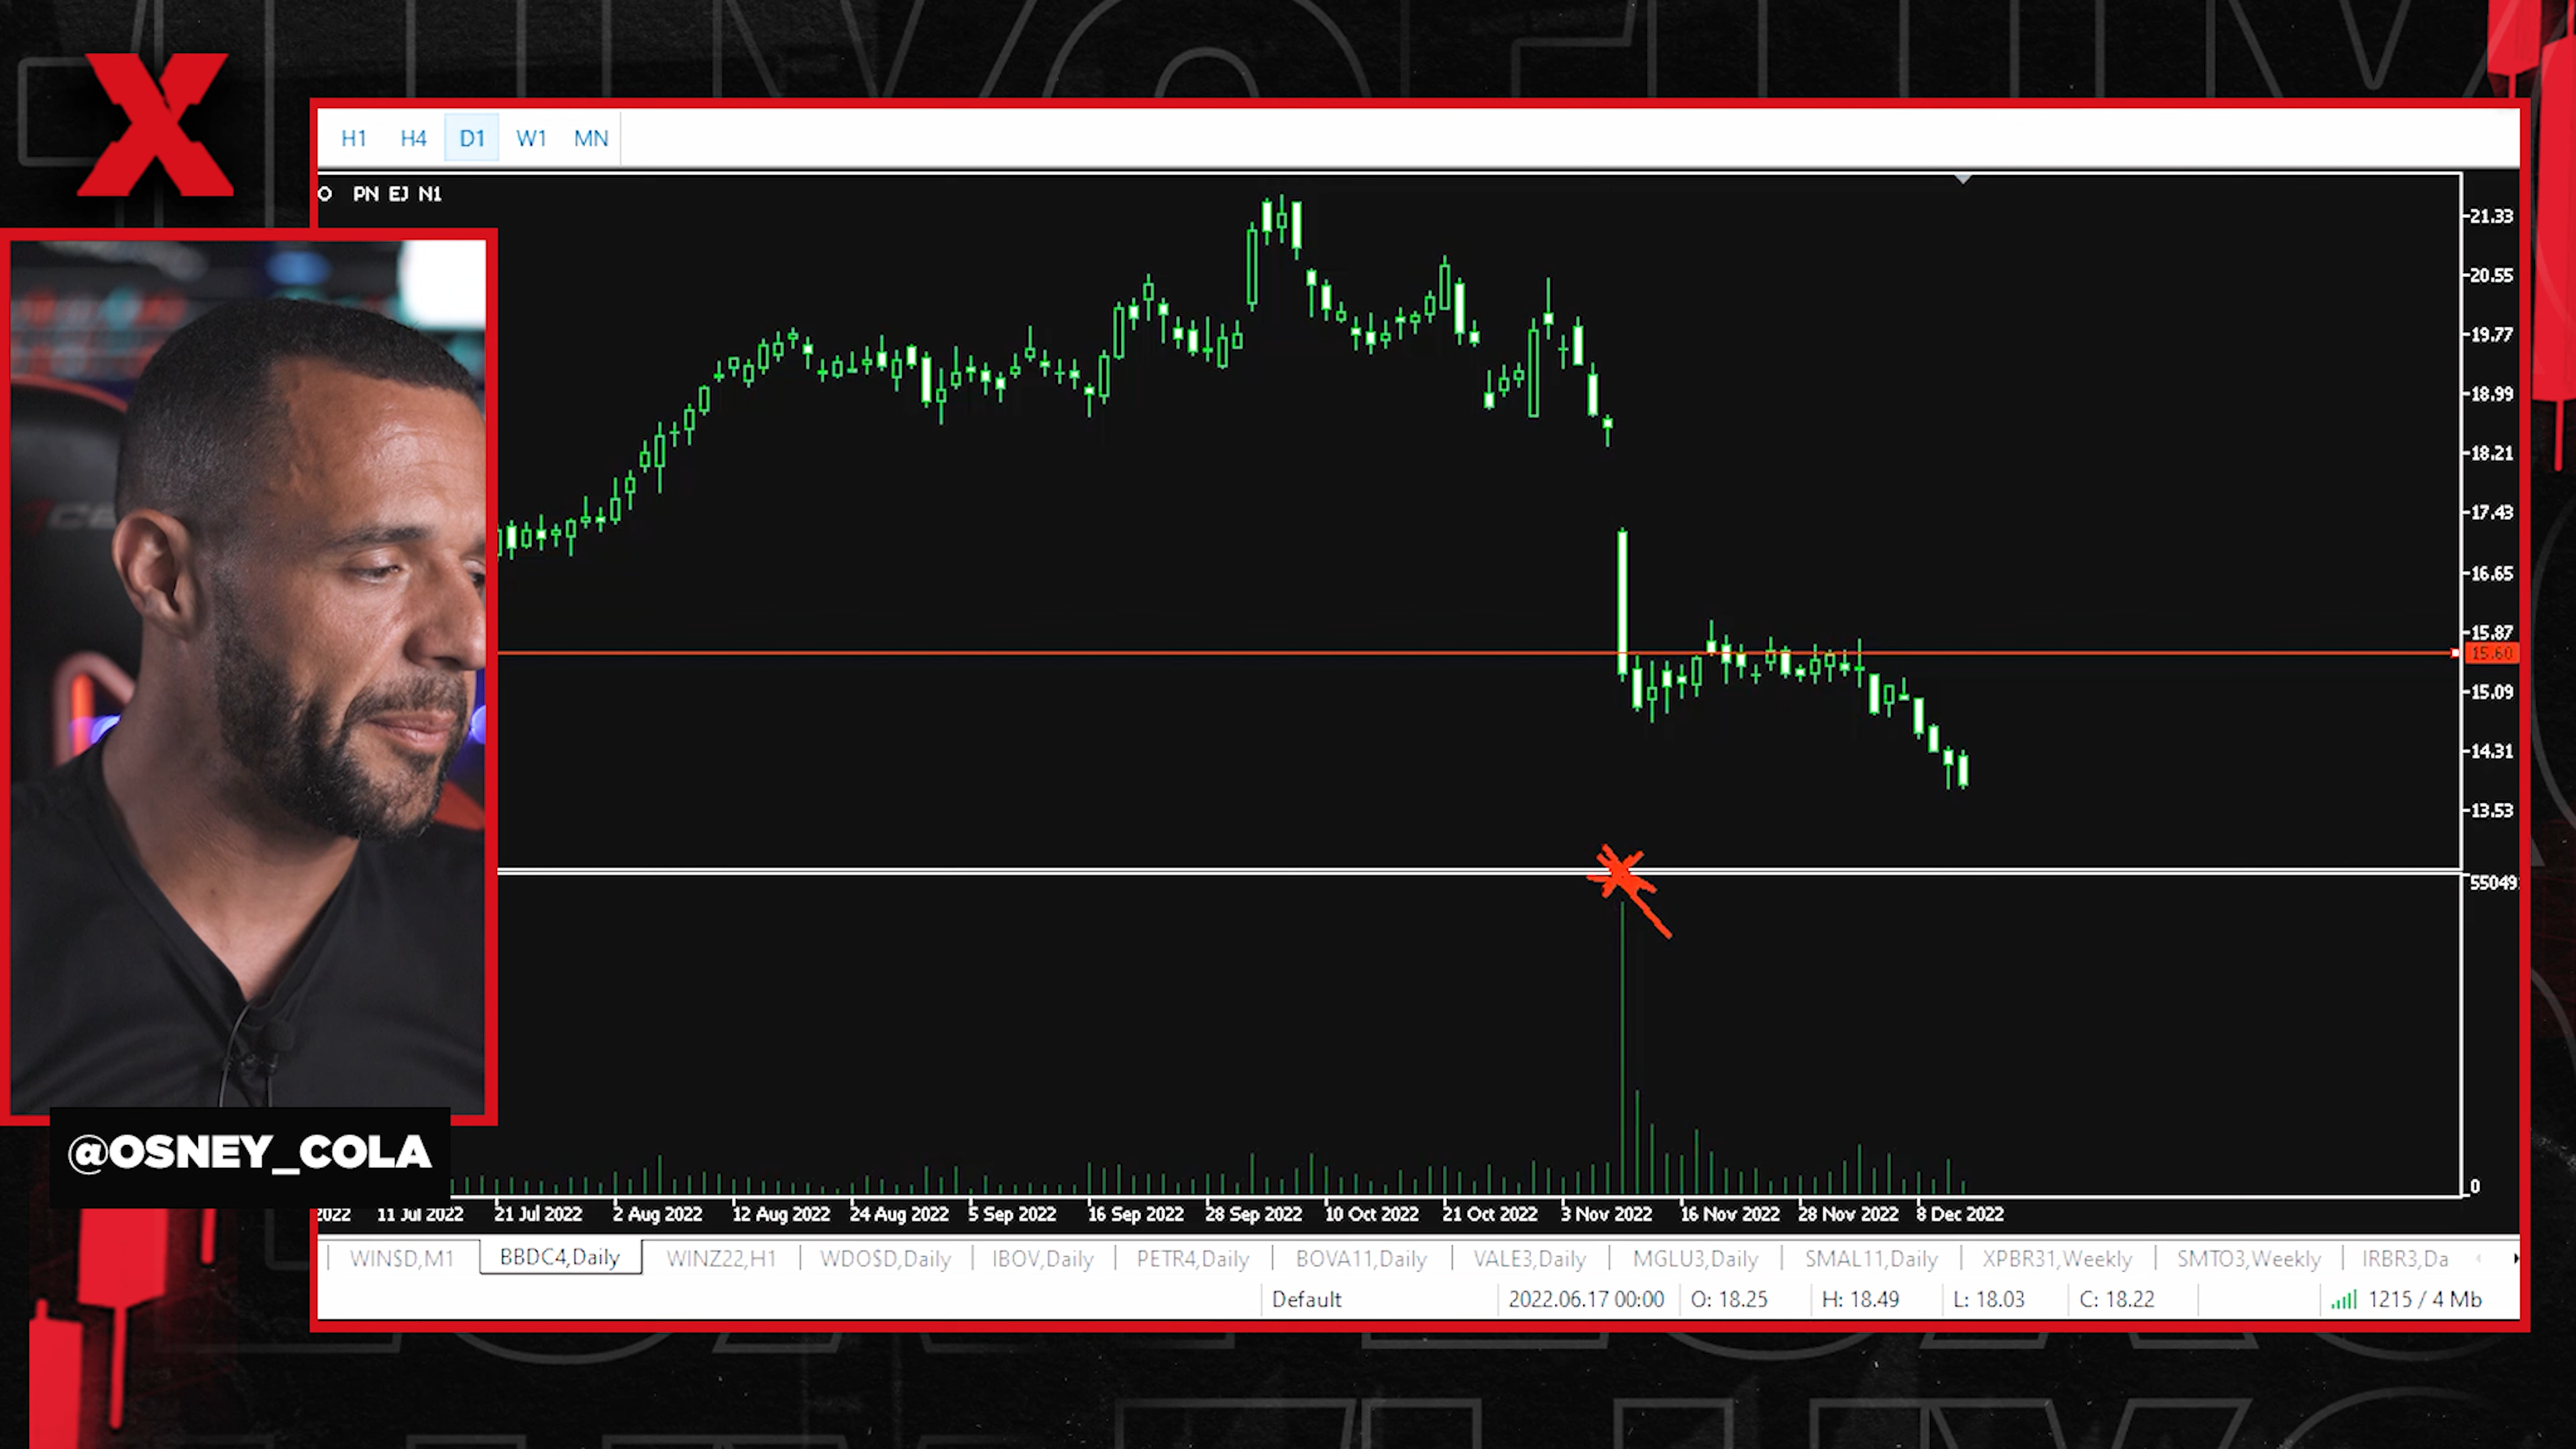 X
H1 H4 D1 W1 MN
O PN EJ N1
21.33
20.55
19.77
18.99
18.21
17.43
16.65
15.87
15.60
15.09
14.31
13.53
55049
0
@OSNEY_COLA
2022 11 Jul 2022 21 Jul 2022 2 Aug 2022 12 Aug 2022 24 Aug 2022 5 Sep 2022 16 Sep 2022 28 Sep 2022 10 Oct 2022 21 Oct 2022 3 Nov 2022 16 Nov 2022 28 Nov 2022 8 Dec 2022
WIN$D,M1 BBDC4,Daily WINZ22,H1 WDO$D,Daily IBOV,Daily PETR4,Daily BOVA11,Daily VALE3,Daily MGLU3,Daily SMAL11,Daily XPBR31,Weekly SMTO3,Weekly IRBR3,Da
Default 2022.06.17 00:00 O: 18.25 H: 18.49 L: 18.03 C: 18.22 1215 / 4 Mb